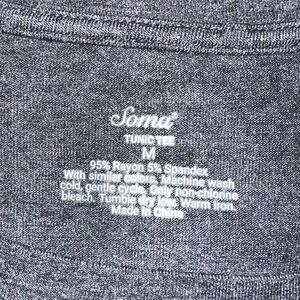 Soma®
TUNIC TEE
M
95% Rayon 5% Spandex
With similar colors. Machine wash
cold, gentle cycle. Only non-chlorine
bleach. Tumble dry low. Warm iron.
Made in China